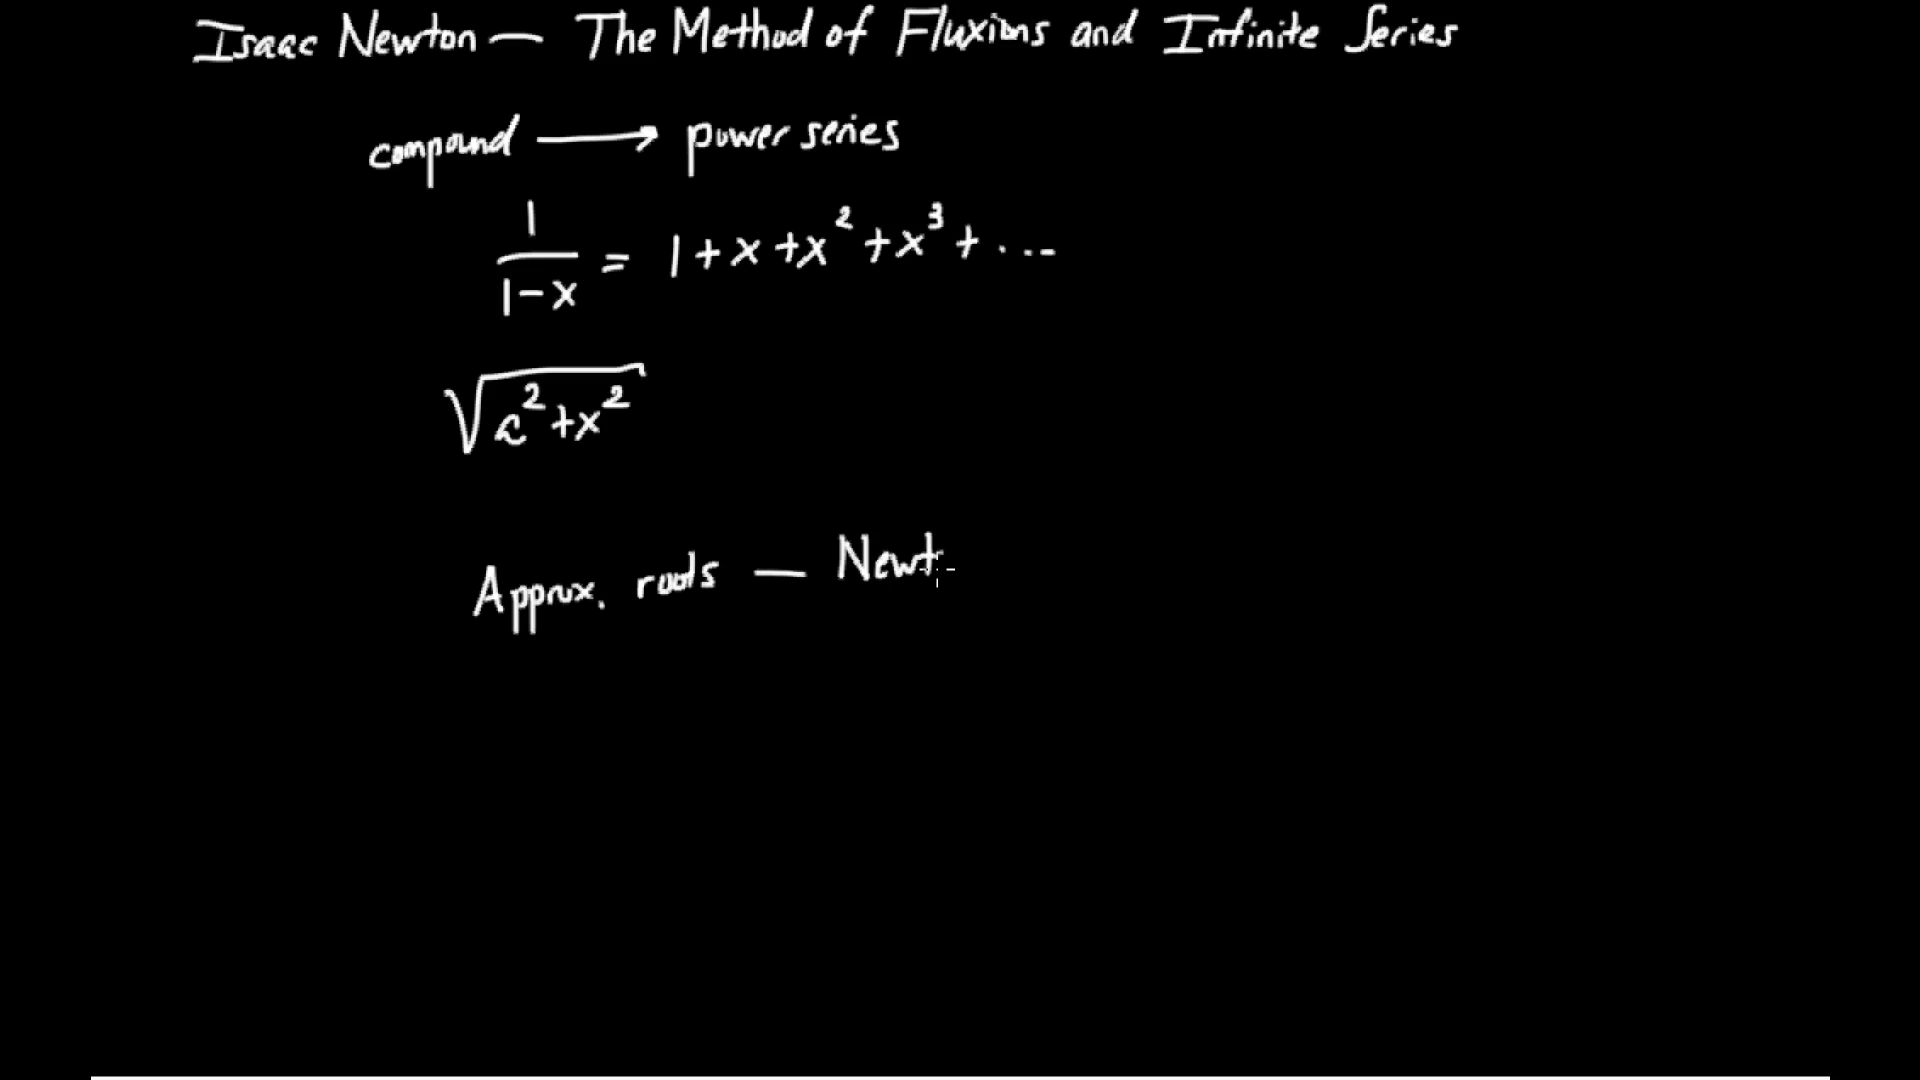 Isaac Newton — The Method of Fluxions and Infinite Series
compound → power series
1/(1-x) = 1 + x + x² + x³ + ...
√(c² + x²)
Approx. roots — Newt